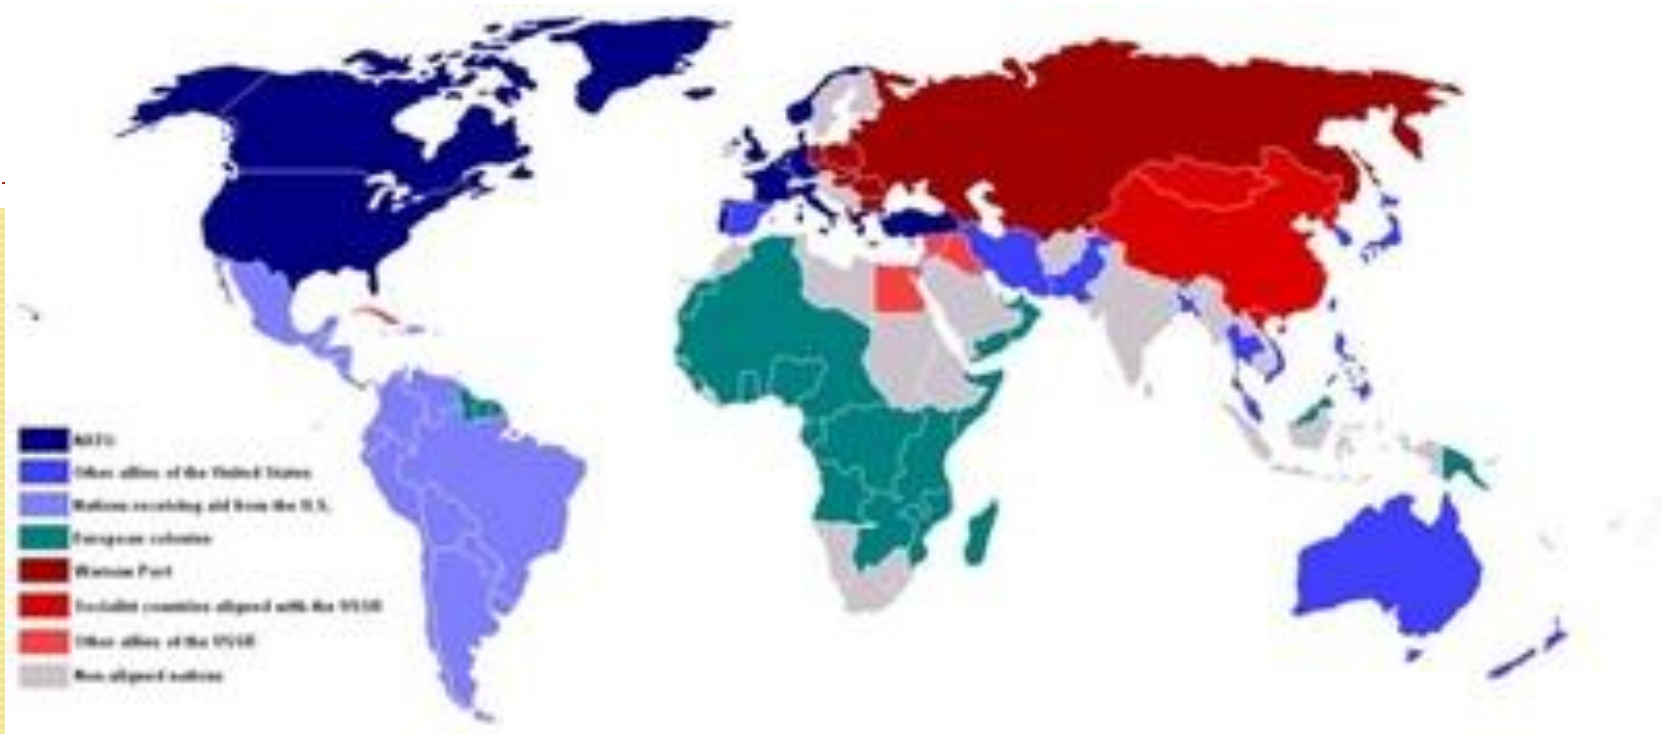 NATO
Other allies of the United States
Nations receiving aid from the U.S.
European colonies
Warsaw Pact
Socialist countries aligned with the USSR
Other allies of the USSR
Non-aligned nations